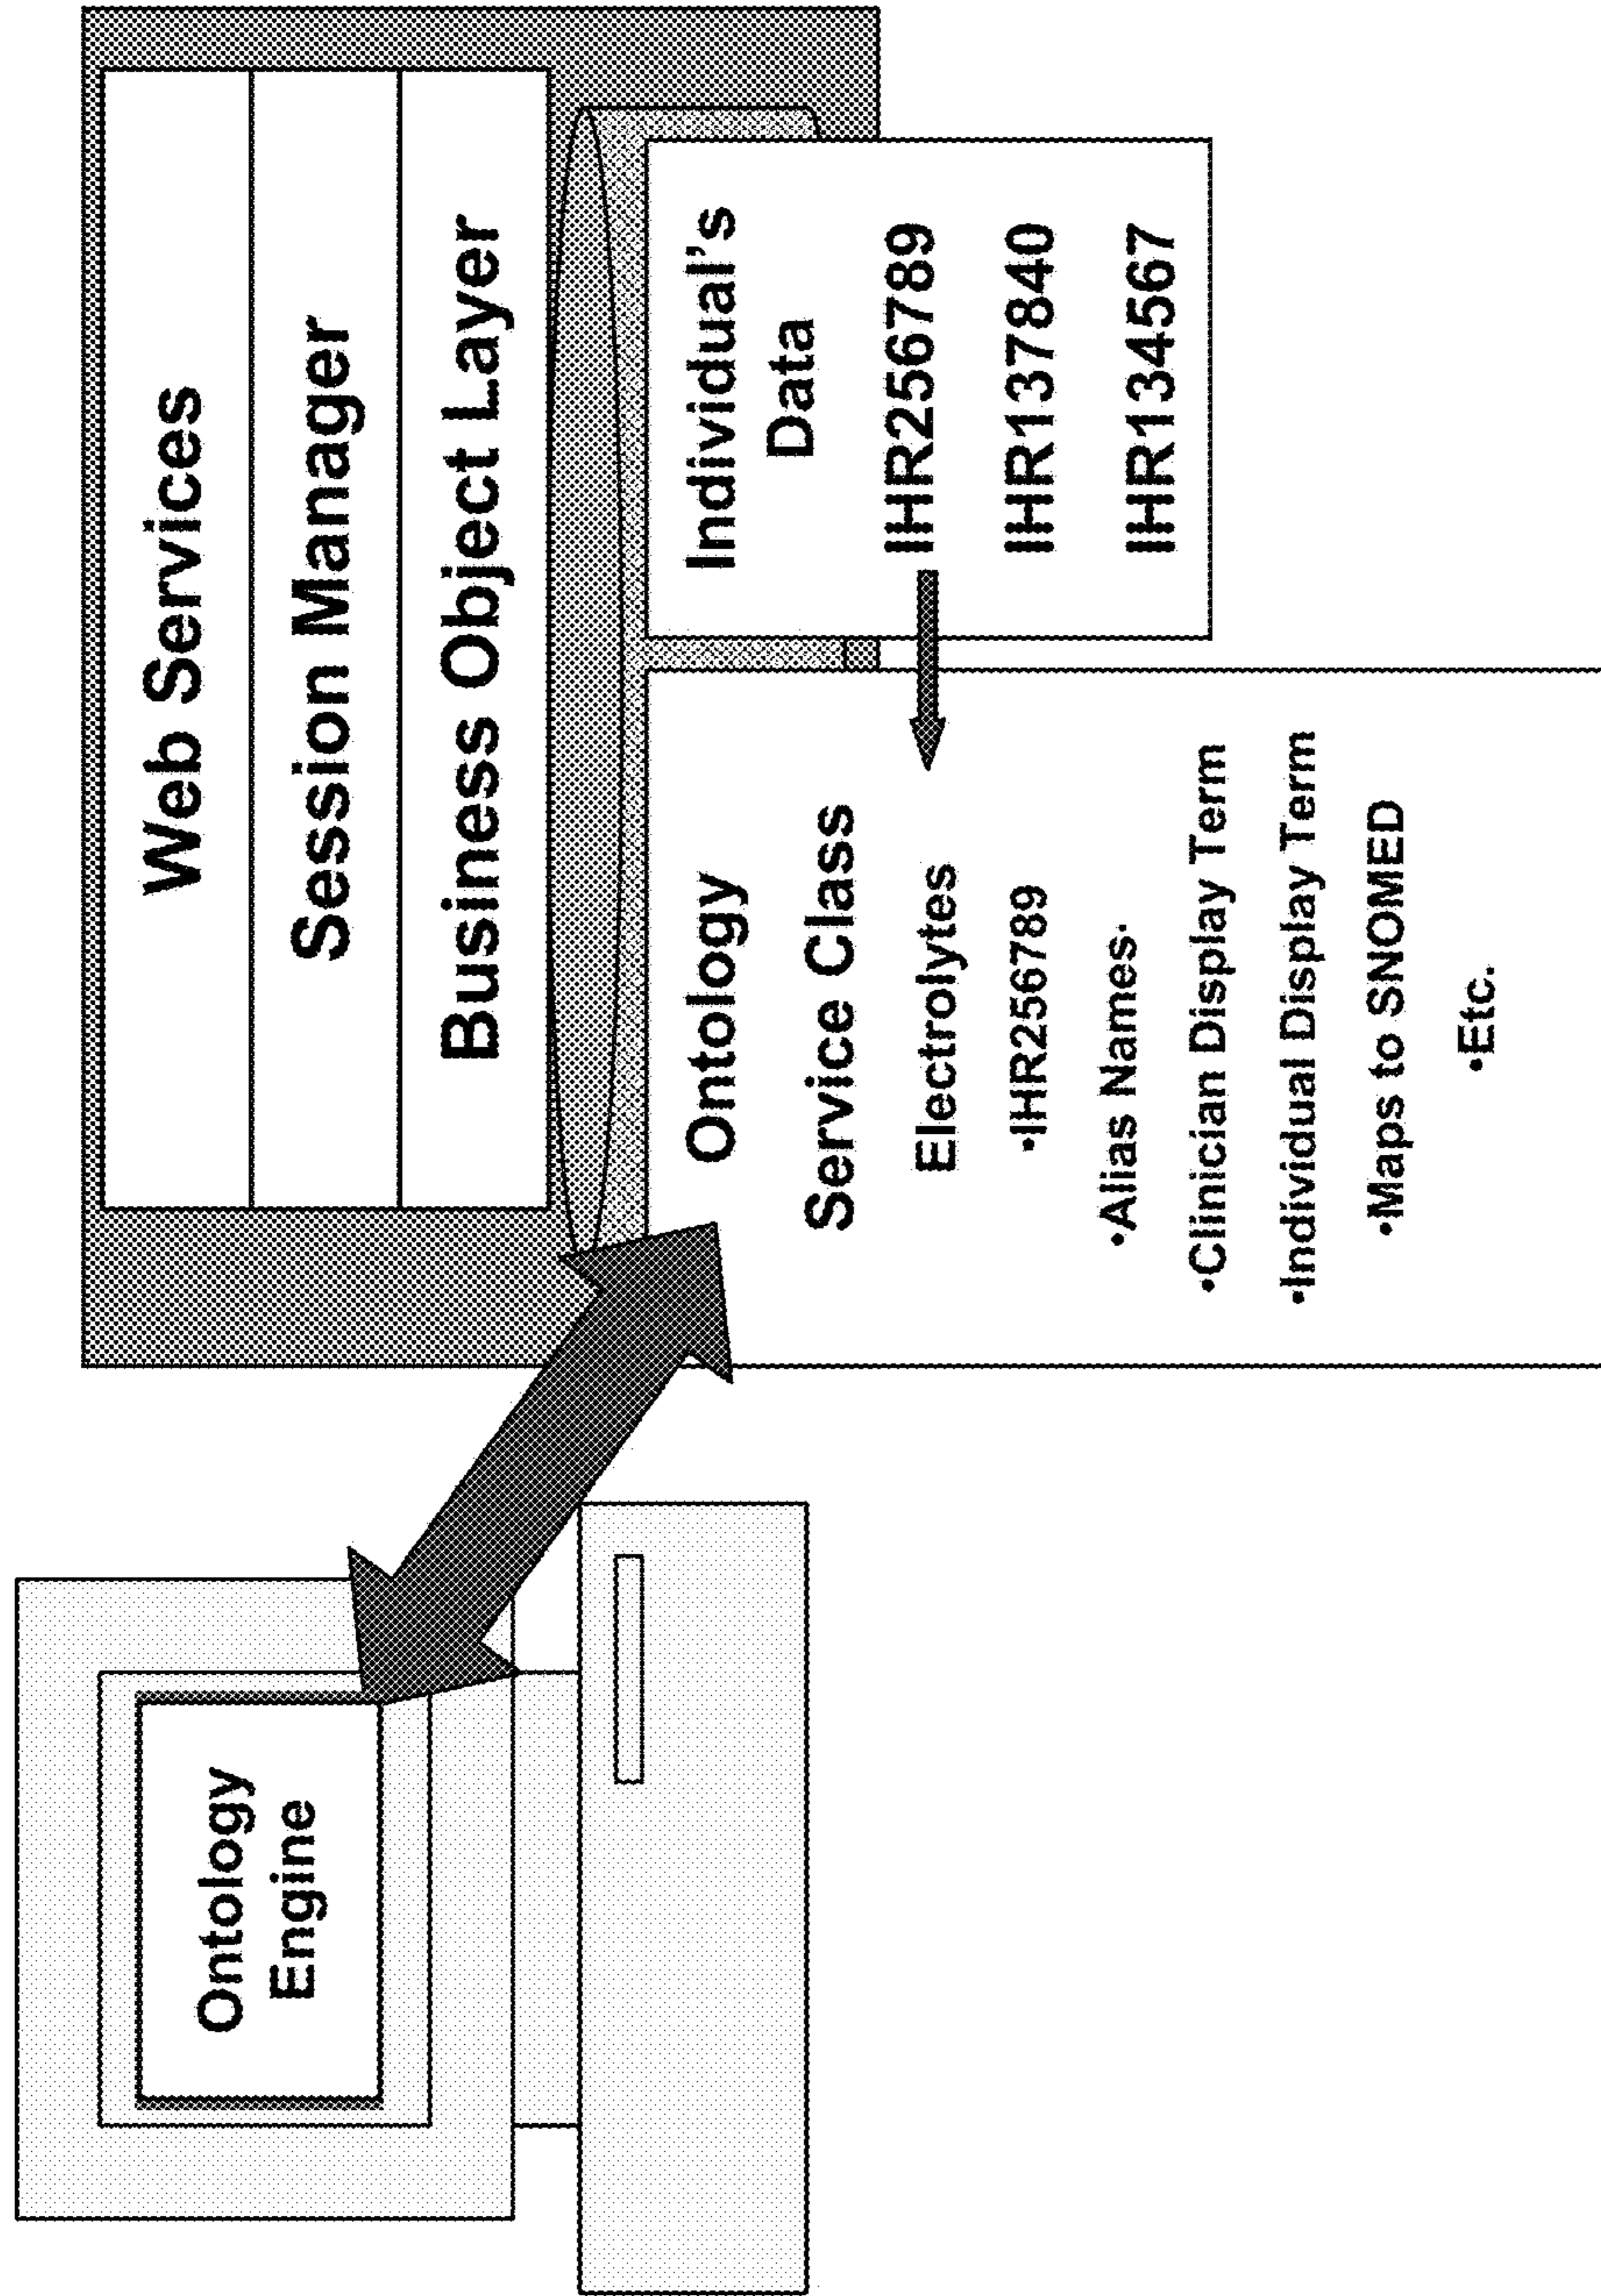 Ontology
Engine
Web Services
Session Manager
Business Object Layer
Ontology
Service Class
Electrolytes
•IHR256789
•Alias Names·
•Clinician Display Term
•Individual Display Term
•Maps to SNOMED
•Etc.
Individual's
Data
IHR256789
IHR137840
IHR134567